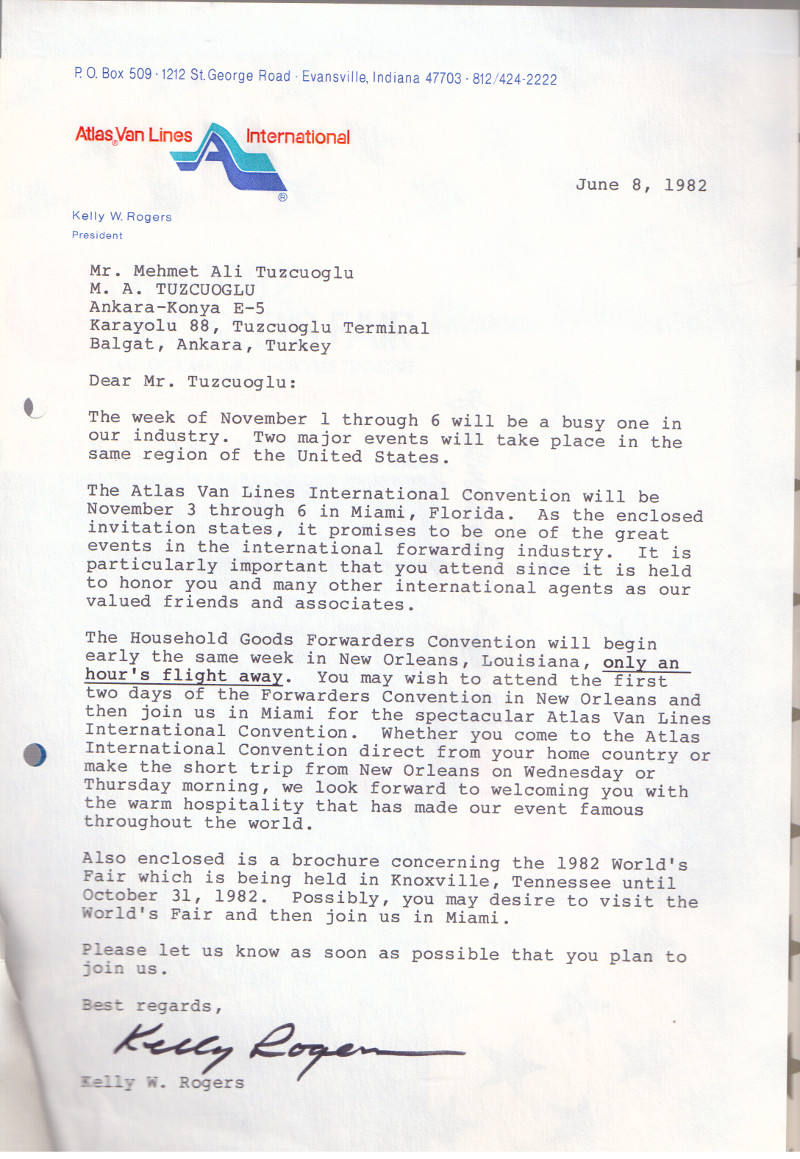 P. O. Box 509 · 1212 St. George Road · Evansville, Indiana 47703 · 812/424-2222
Atlas® Van Lines International
®
June 8, 1982
Kelly W. Rogers
President
Mr. Mehmet Ali Tuzcuoglu
M. A. TUZCUOGLU
Ankara-Konya E-5
Karayolu 88, Tuzcuoglu Terminal
Balgat, Ankara, Turkey
Dear Mr. Tuzcuoglu:
The week of November 1 through 6 will be a busy one in
our industry.  Two major events will take place in the
same region of the United States.
The Atlas Van Lines International Convention will be
November 3 through 6 in Miami, Florida.  As the enclosed
invitation states, it promises to be one of the great
events in the international forwarding industry.  It is
particularly important that you attend since it is held
to honor you and many other international agents as our
valued friends and associates.
The Household Goods Forwarders Convention will begin
early the same week in New Orleans, Louisiana, only an
hour's flight away.  You may wish to attend the first
two days of the Forwarders Convention in New Orleans and
then join us in Miami for the spectacular Atlas Van Lines
International Convention.  Whether you come to the Atlas
International Convention direct from your home country or
make the short trip from New Orleans on Wednesday or
Thursday morning, we look forward to welcoming you with
the warm hospitality that has made our event famous
throughout the world.
Also enclosed is a brochure concerning the 1982 World's
Fair which is being held in Knoxville, Tennessee until
October 31, 1982.  Possibly, you may desire to visit the
World's Fair and then join us in Miami.
Please let us know as soon as possible that you plan to
join us.
Best regards,
Kelly Rogers
Kelly W. Rogers